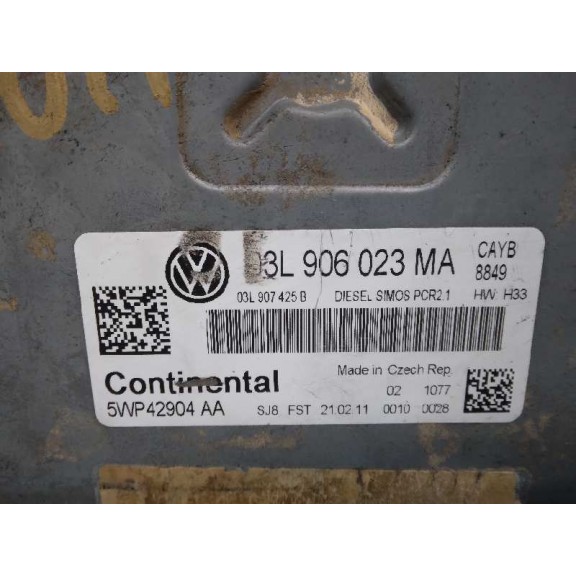 03L 906 023 MA
CAYB
8849
03L 907 425 B DIESEL SIMOS PCR2.1 HW: H33
Continental
Made in Czech Rep.
02 1077
5WP42904 AA
SJ8 FST 21.02.11 0010 0028